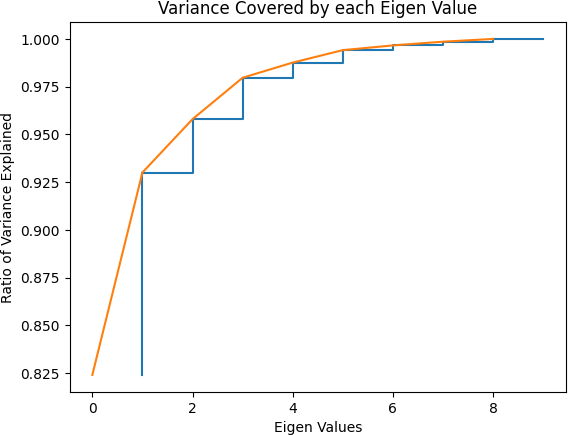 Variance Covered by each Eigen Value
Ratio of Variance Explained
1.000
0.975
0.950
0.925
0.900
0.875
0.850
0.825
0 2 4 6 8
Eigen Values